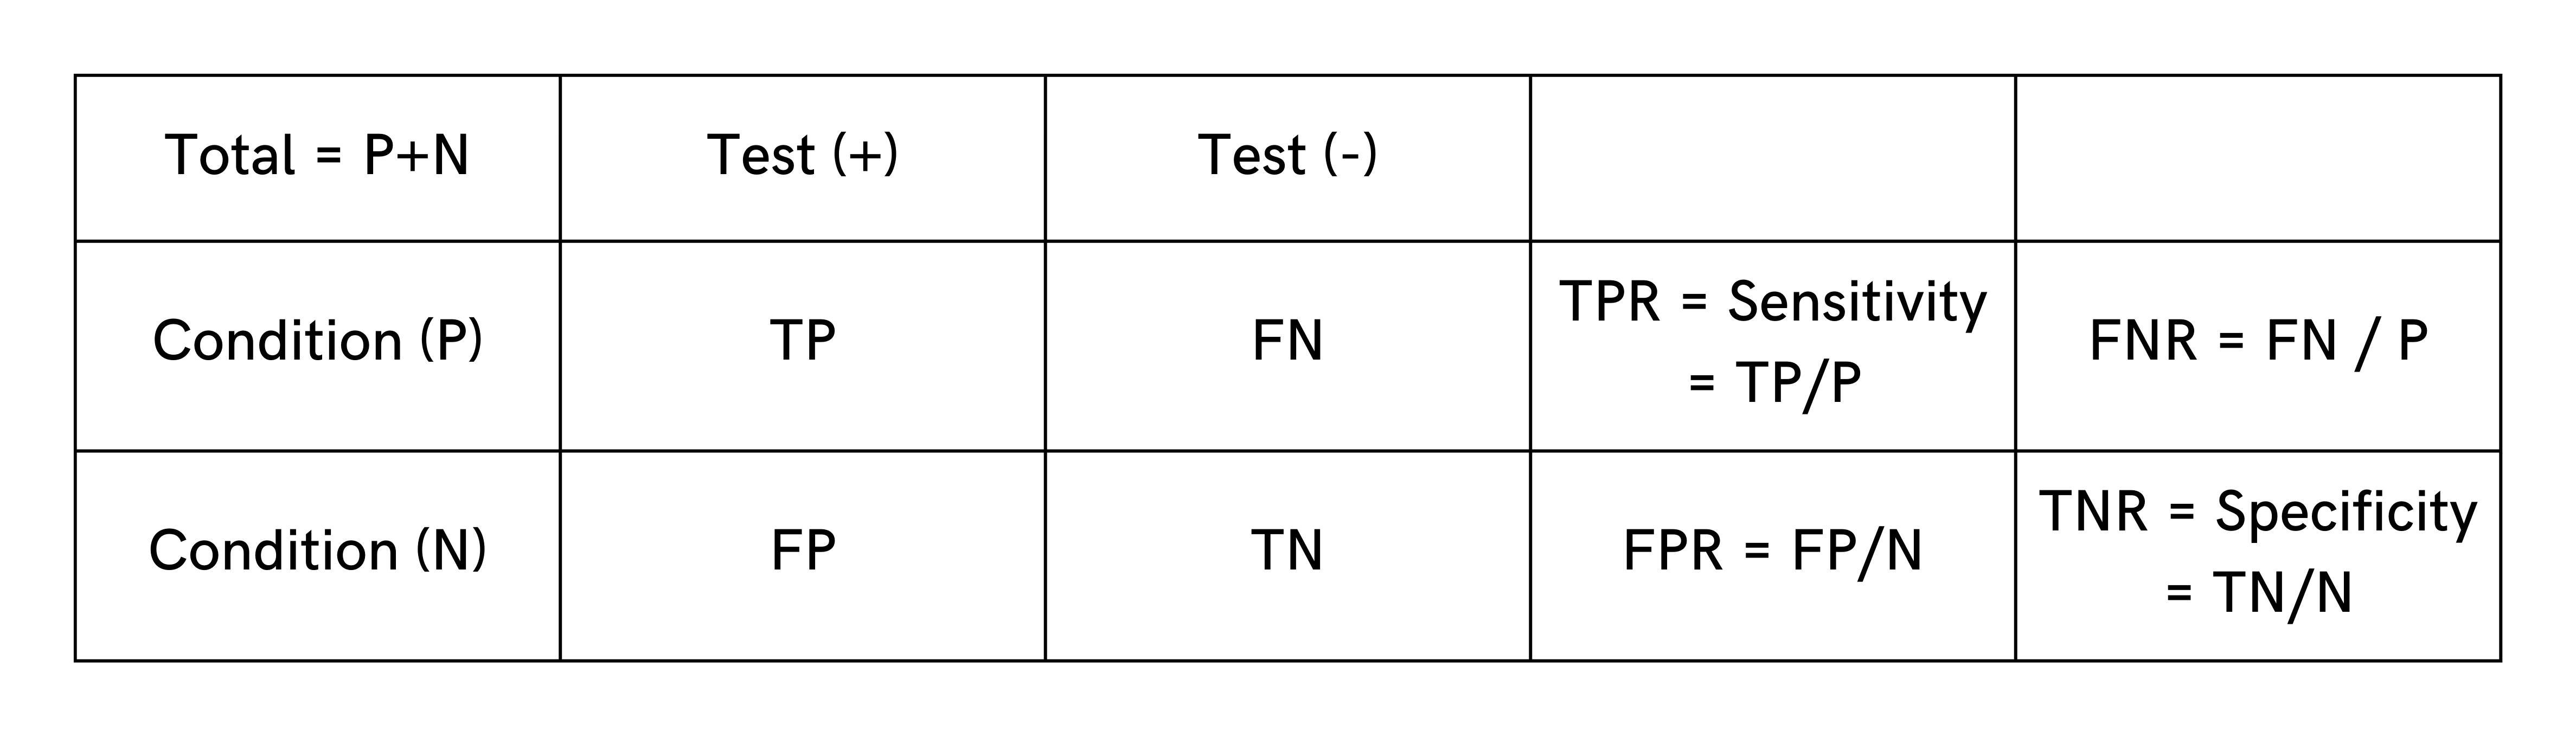 Total = P+N
Test (+)
Test (-)
Condition (P)
TP
FN
TPR = Sensitivity
= TP/P
FNR = FN / P
Condition (N)
FP
TN
FPR = FP/N
TNR = Specificity
= TN/N